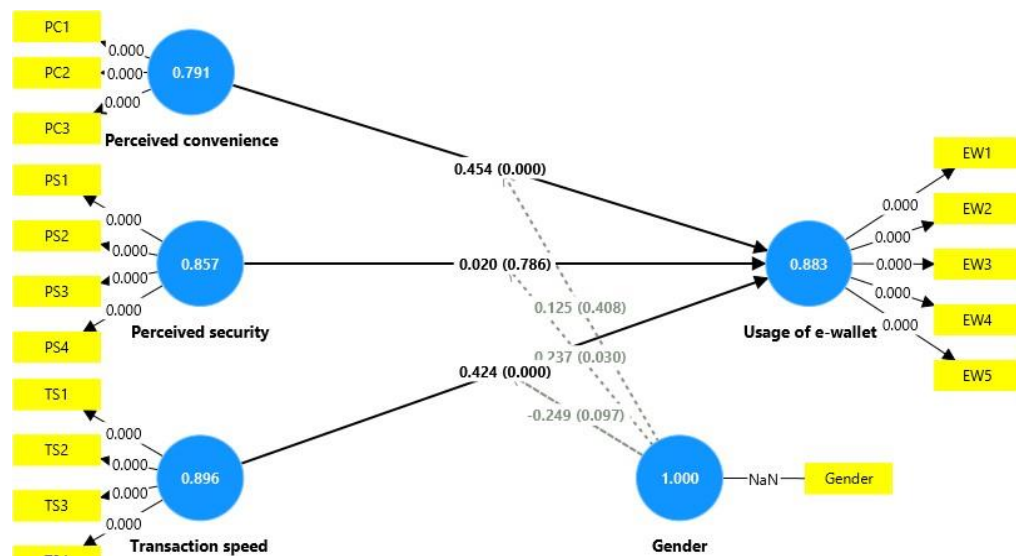 PC1
0.000
PC2
0.000
0.791
0.000
PC3
Perceived convenience
PS1
0.000
PS2
0.000
0.857
0.000
PS3
0.000
PS4
Perceived security
TS1
0.000
TS2
0.000
0.896
0.000
TS3
0.000
Transaction speed
0.454 (0.000)
0.020 (0.786)
0.424 (0.000)
0.125 (0.408)
0.237 (0.030)
-0.249 (0.097)
1.000
NaN
Gender
Gender
0.883
Usage of e-wallet
EW1
0.000
EW2
0.000
EW3
0.000
EW4
0.000
EW5
0.000